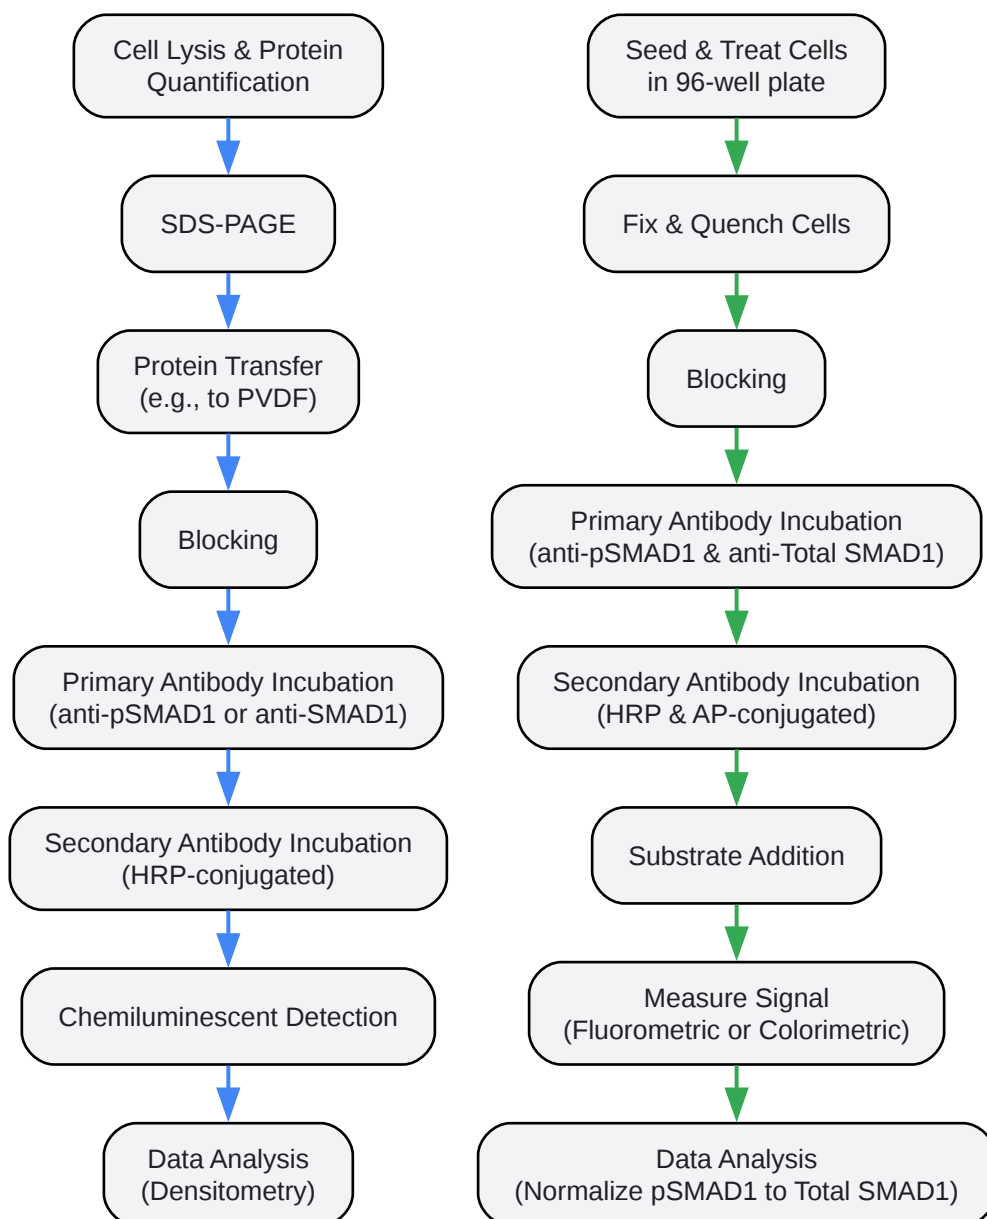 Cell Lysis & Protein
Quantification
SDS-PAGE
Protein Transfer
(e.g., to PVDF)
Blocking
Primary Antibody Incubation
(anti-pSMAD1 or anti-SMAD1)
Secondary Antibody Incubation
(HRP-conjugated)
Chemiluminescent Detection
Data Analysis
(Densitometry)
Seed & Treat Cells
in 96-well plate
Fix & Quench Cells
Blocking
Primary Antibody Incubation
(anti-pSMAD1 & anti-Total SMAD1)
Secondary Antibody Incubation
(HRP & AP-conjugated)
Substrate Addition
Measure Signal
(Fluorometric or Colorimetric)
Data Analysis
(Normalize pSMAD1 to Total SMAD1)